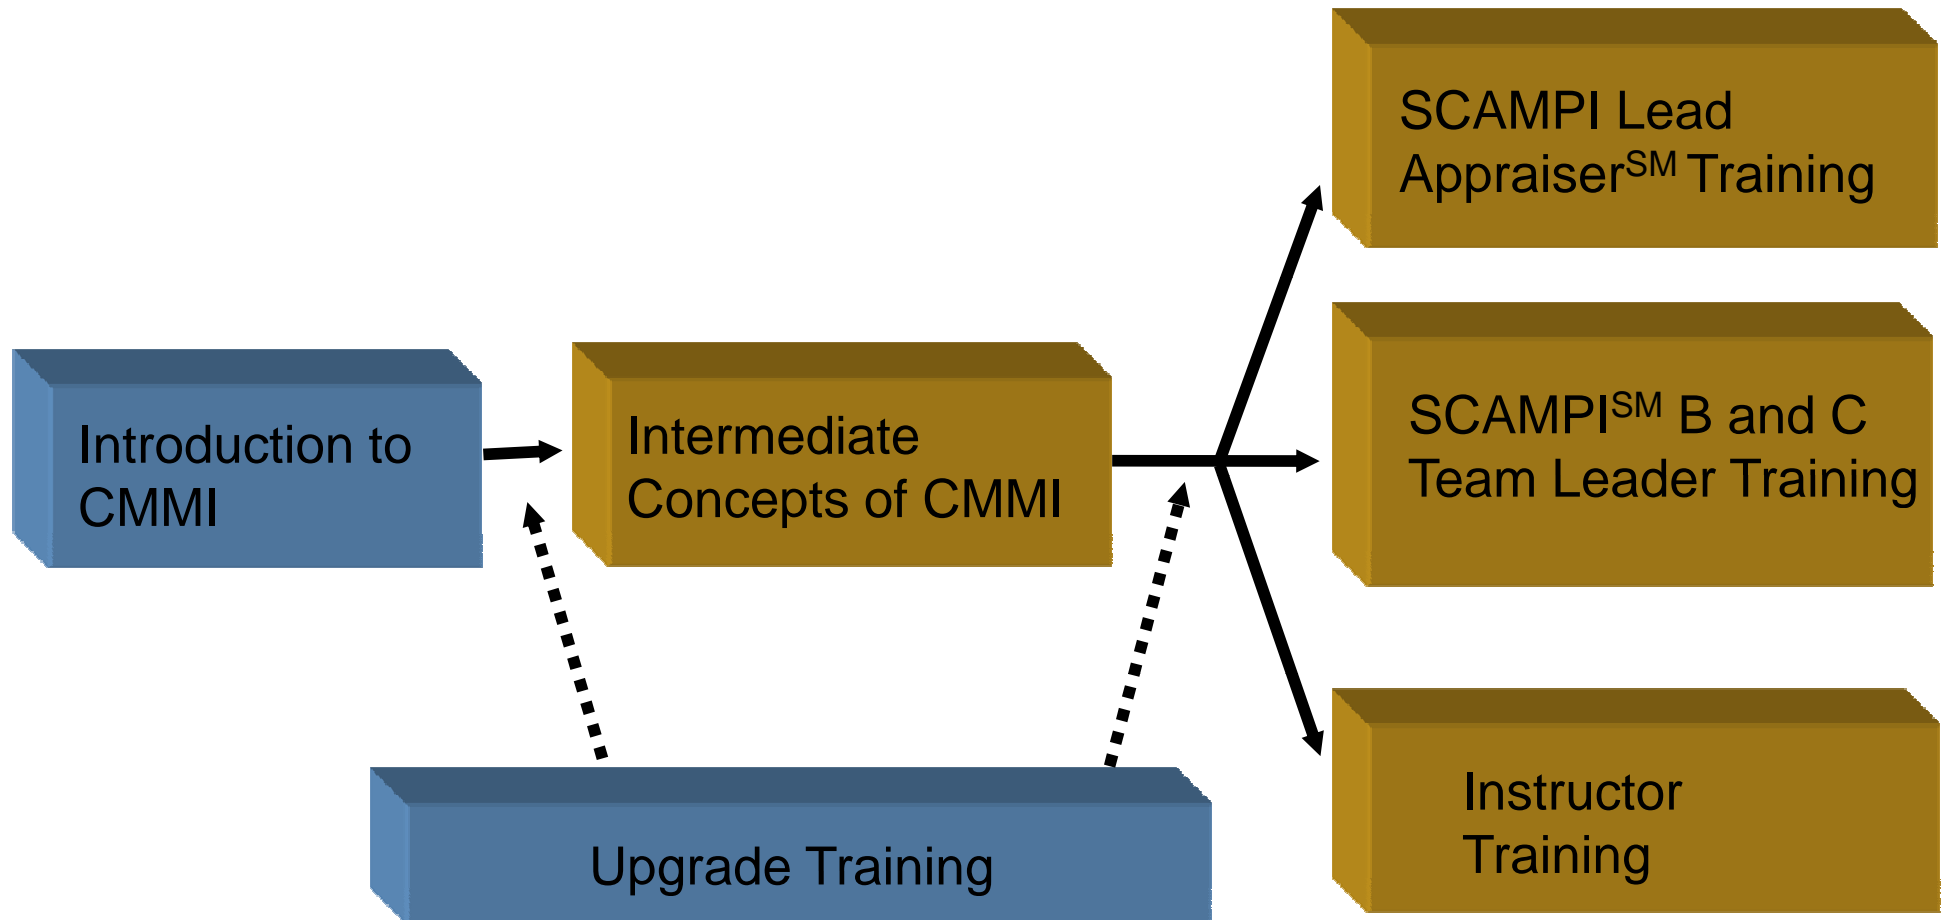 SCAMPI Lead
Appraiser℠ Training
Introduction to
CMMI
Intermediate
Concepts of CMMI
SCAMPI℠ B and C
Team Leader Training
Upgrade Training
Instructor
Training